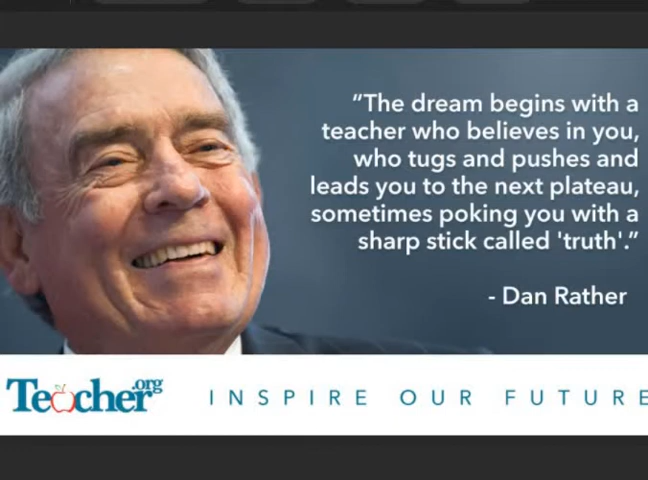 “The dream begins with a
teacher who believes in you,
who tugs and pushes and
leads you to the next plateau,
sometimes poking you with a
sharp stick called 'truth'.”
- Dan Rather
Teacher.org
INSPIRE OUR FUTURE